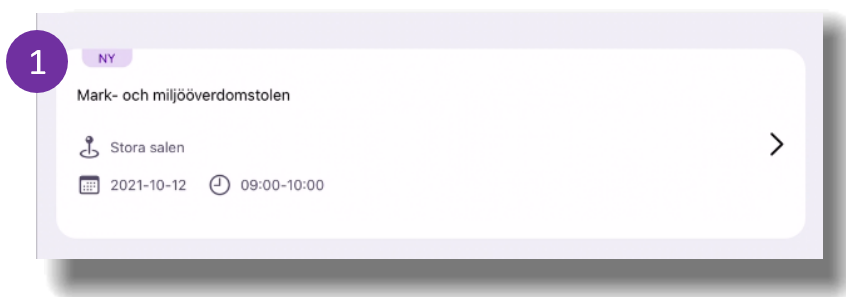 1
NY
Mark- och miljööverdomstolen
Stora salen
2021-10-12 09:00-10:00